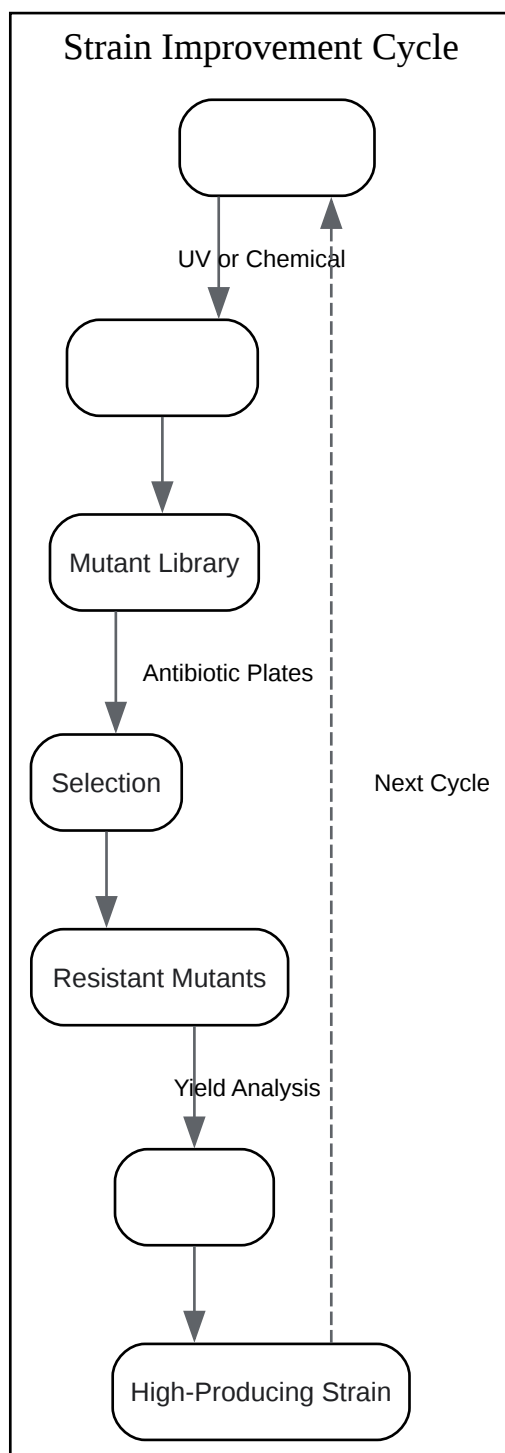 Strain Improvement Cycle
UV or Chemical
Mutant Library
Antibiotic Plates
Selection
Next Cycle
Resistant Mutants
Yield Analysis
High-Producing Strain